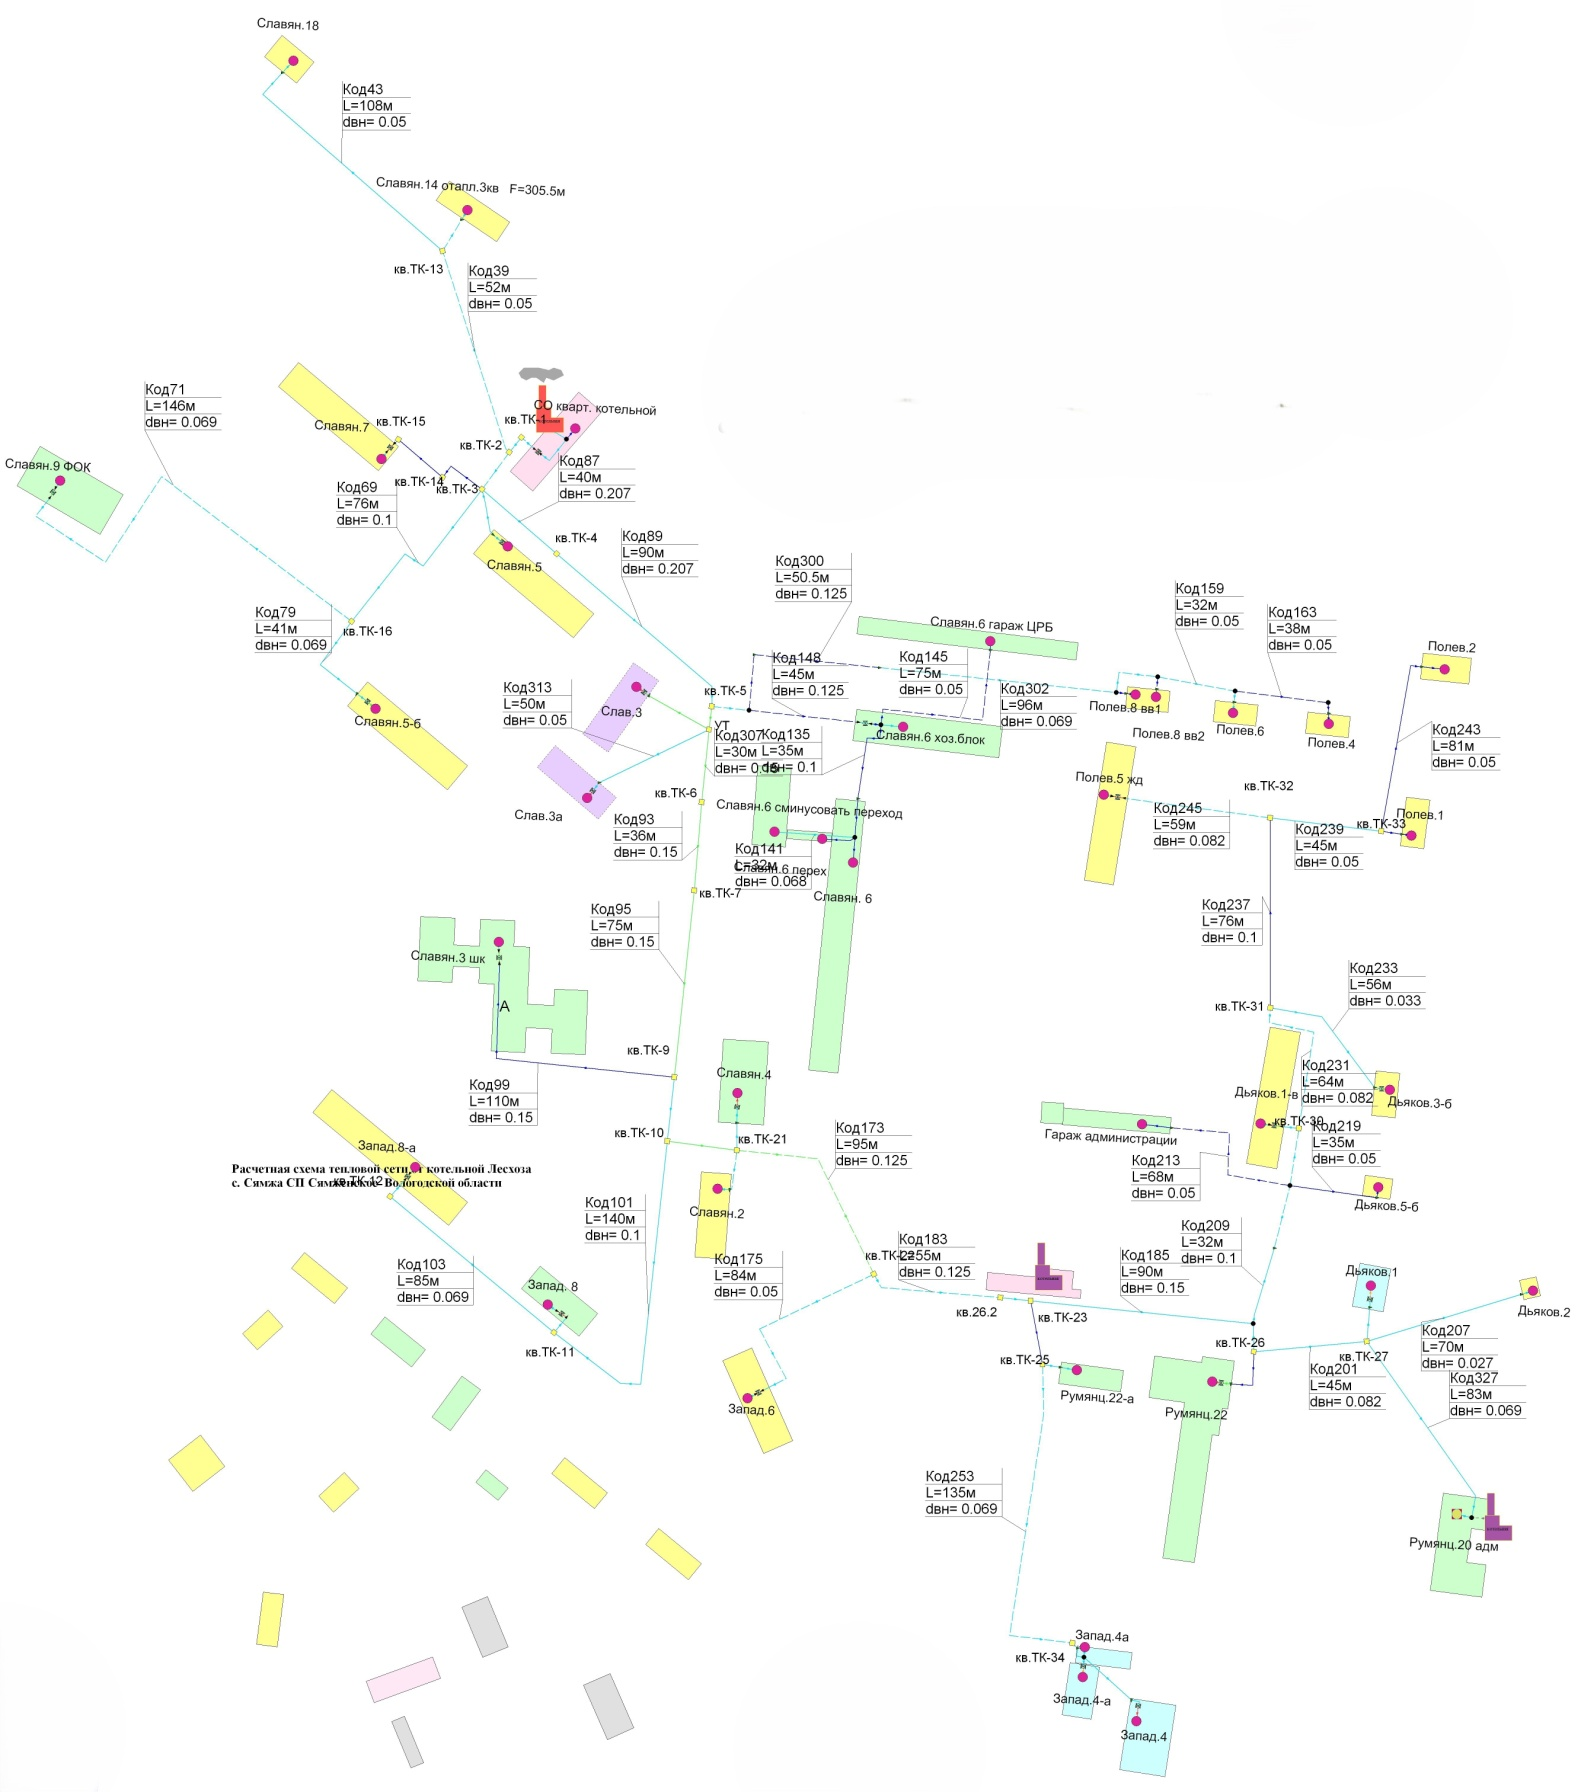 Славян.18
Код43
L=108м
dвн= 0.05
Славян.14 отапл.3кв F=305.5м
кв.ТК-13
Код39
L=52м
dвн= 0.05
Код71
L=146м
dвн= 0.069
Славян.7
кв.ТК-15
СО кварт. котельной
кв.ТК-1
кв.ТК-2
Славян.9 ФОК
кв.ТК-14
кв.ТК-3
Код87
L=40м
dвн= 0.207
Код69
L=76м
dвн= 0.1
кв.ТК-4
Славян.5
Код89
L=90м
dвн= 0.207
Код300
L=50.5м
dвн= 0.125
Код79
L=41м
dвн= 0.069
кв.ТК-16
Славян.5-б
Славян.6 гараж ЦРБ
Код148
L=45м
dвн= 0.125
Код145
L=75м
dвн= 0.05
Код302
L=96м
dвн= 0.069
Код159
L=32м
dвн= 0.05
Код163
L=38м
dвн= 0.05
Полев.2
Полев.8 вв1
Полев.8 вв2
Полев.6
Полев.4
Код313
L=50м
dвн= 0.05
Слав.3
кв.ТК-5
УТ
Код307
L=30м
dвн= 0.15
Код135
L=35м
dвн= 0.1
Славян.6 хоз.блок
Код243
L=81м
dвн= 0.05
Слав.3а
кв.ТК-6
Полев.5 жд
кв.ТК-32
Славян.6 сминусовать переход
Код93
L=36м
dвн= 0.15
Код245
L=59м
dвн= 0.082
Код239
L=45м
dвн= 0.05
кв.ТК-33
Полев.1
Код141
L=32м
dвн= 0.068
Славян.6 перех
Славян. 6
кв.ТК-7
Код95
L=75м
dвн= 0.15
Код237
L=76м
dвн= 0.1
Славян.3 шк
А
Код233
L=56м
dвн= 0.033
кв.ТК-31
кв.ТК-9
Славян.4
Код99
L=110м
dвн= 0.15
Код231
L=64м
dвн= 0.082
Дьяков.1-в
Дьяков.3-б
кв.ТК-30
Код219
L=35м
dвн= 0.05
Гараж администрации
Код213
L=68м
dвн= 0.05
Дьяков.5-б
кв.ТК-10
кв.ТК-21
Код173
L=95м
dвн= 0.125
Запад.8-а
Расчетная схема тепловой сети от котельной Лесхоза
с. Сямжа СП Сямженское Вологодской области
кв.ТК-12
Код101
L=140м
dвн= 0.1
Славян.2
Код175
L=84м
dвн= 0.05
кв.ТК-22
Код183
L=55м
dвн= 0.125
Код209
L=32м
dвн= 0.1
Код185
L=90м
dвн= 0.15
Код103
L=85м
dвн= 0.069
Запад. 8
кв.ТК-11
кв.26.2
кв.ТК-23
кв.ТК-26
Дьяков.1
Дьяков.2
кв.ТК-27
Код207
L=70м
dвн= 0.027
Код201
L=45м
dвн= 0.082
Код327
L=83м
dвн= 0.069
кв.ТК-25
Румянц.22-а
Румянц.22
Запад.6
Код253
L=135м
dвн= 0.069
Румянц.20 адм
Запад.4а
кв.ТК-34
Запад.4-а
Запад.4